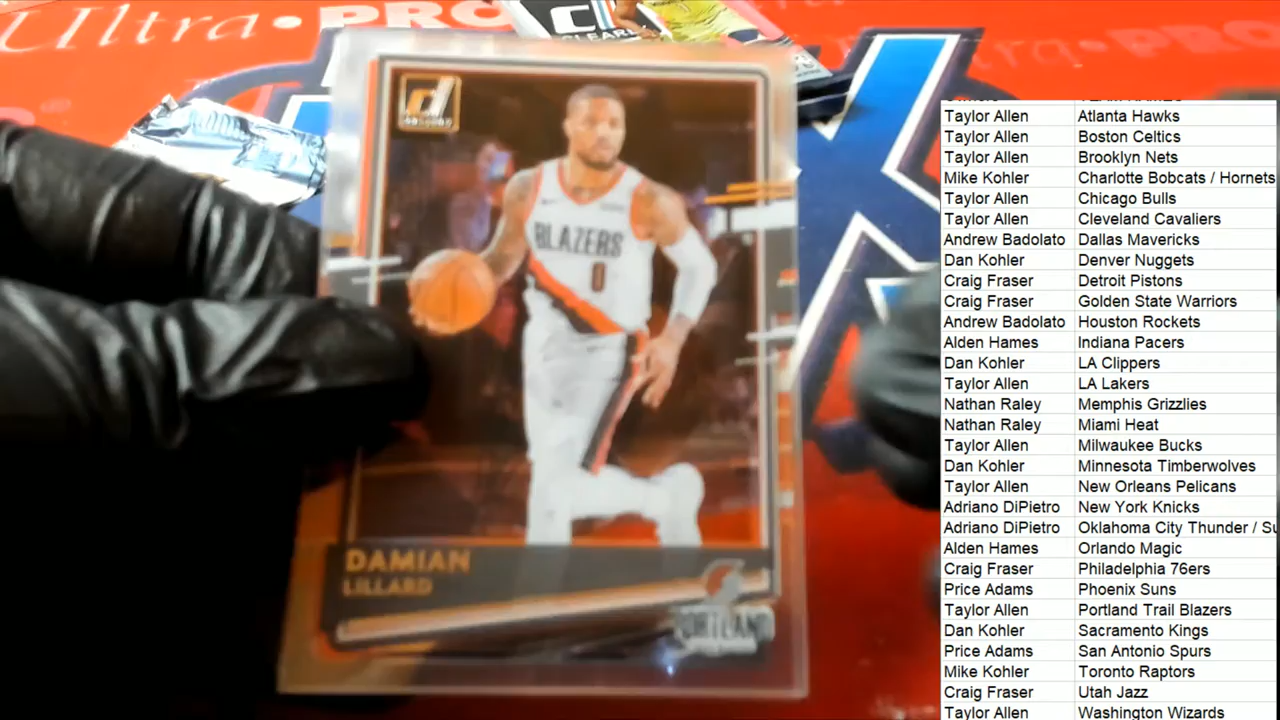 Ultra•PRO
tra•PRO
CLEARL
d
BLAZERS
0
DAMIAN
LILLARD
PORTLAND
Taylor Allen Atlanta Hawks
Taylor Allen Boston Celtics
Taylor Allen Brooklyn Nets
Mike Kohler Charlotte Bobcats / Hornets
Taylor Allen Chicago Bulls
Taylor Allen Cleveland Cavaliers
Andrew Badolato Dallas Mavericks
Dan Kohler Denver Nuggets
Craig Fraser Detroit Pistons
Craig Fraser Golden State Warriors
Andrew Badolato Houston Rockets
Alden Hames Indiana Pacers
Dan Kohler LA Clippers
Taylor Allen LA Lakers
Nathan Raley Memphis Grizzlies
Nathan Raley Miami Heat
Taylor Allen Milwaukee Bucks
Dan Kohler Minnesota Timberwolves
Taylor Allen New Orleans Pelicans
Adriano DiPietro New York Knicks
Adriano DiPietro Oklahoma City Thunder / Su
Alden Hames Orlando Magic
Craig Fraser Philadelphia 76ers
Price Adams Phoenix Suns
Taylor Allen Portland Trail Blazers
Dan Kohler Sacramento Kings
Price Adams San Antonio Spurs
Mike Kohler Toronto Raptors
Craig Fraser Utah Jazz
Taylor Allen Washington Wizards